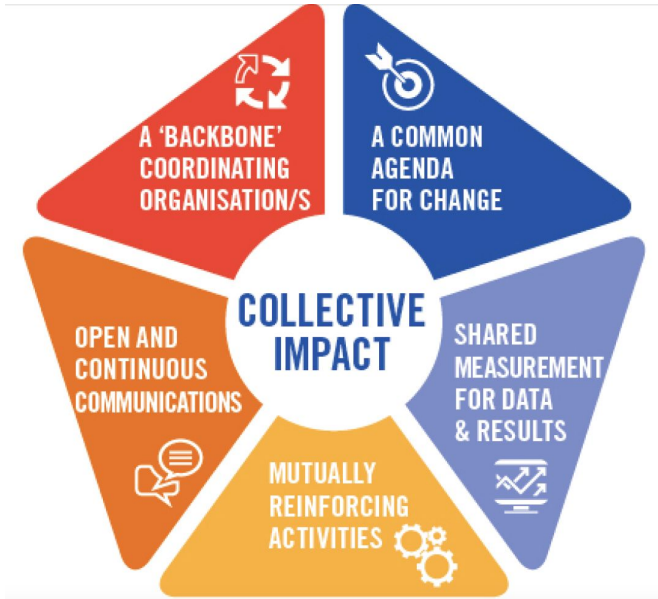 A ‘BACKBONE’
COORDINATING
ORGANISATION/S
A COMMON
AGENDA
FOR CHANGE
COLLECTIVE
IMPACT
SHARED
MEASUREMENT
FOR DATA
& RESULTS
MUTUALLY
REINFORCING
ACTIVITIES
OPEN AND
CONTINUOUS
COMMUNICATIONS